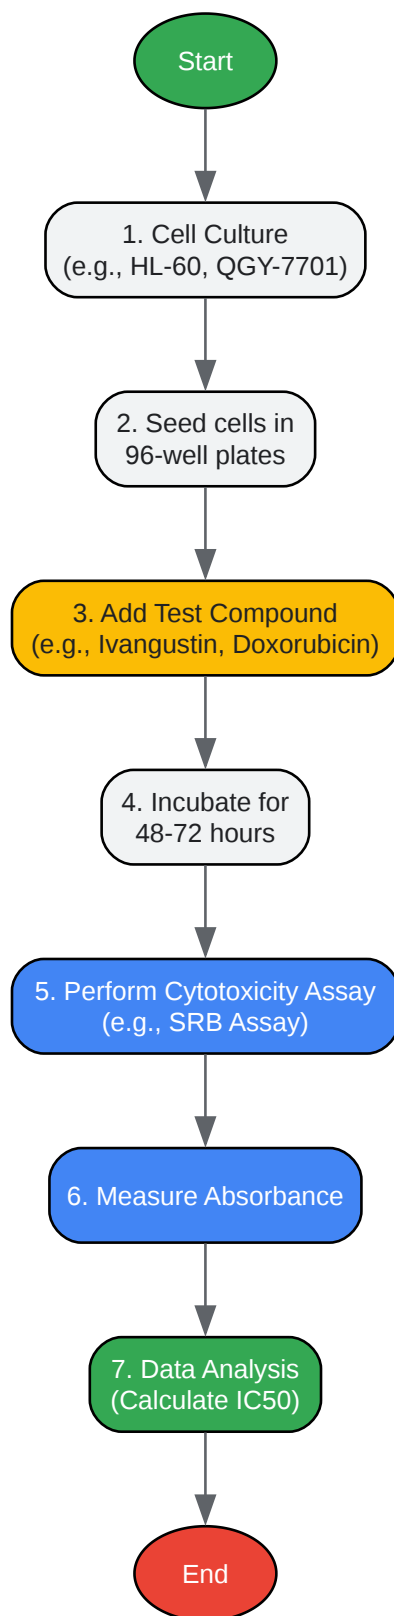 Start
1. Cell Culture
(e.g., HL-60, QGY-7701)
2. Seed cells in
96-well plates
3. Add Test Compound
(e.g., Ivangustin, Doxorubicin)
4. Incubate for
48-72 hours
5. Perform Cytotoxicity Assay
(e.g., SRB Assay)
6. Measure Absorbance
7. Data Analysis
(Calculate IC50)
End